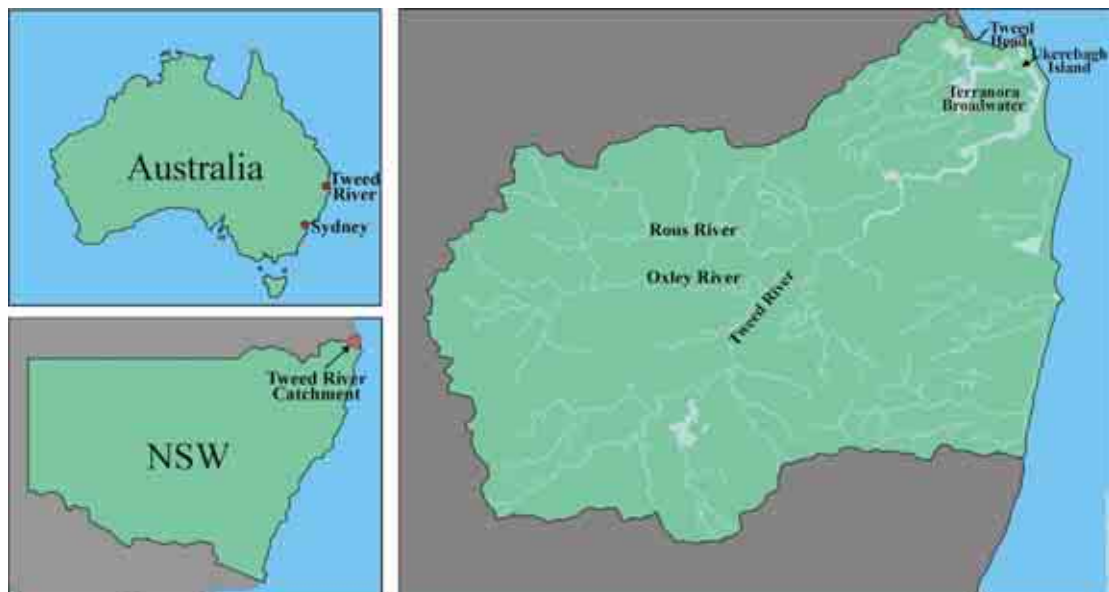 Australia
Tweed
River
Sydney
NSW
Tweed River
Catchment
Tweed
Heads
Ukerebagh
Island
Terranora
Broadwater
Rous River
Oxley River
Tweed River